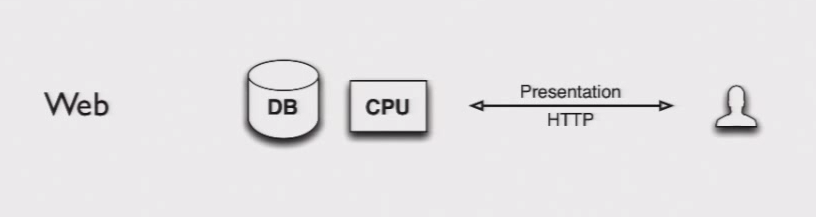 Web
DB
CPU
Presentation
HTTP